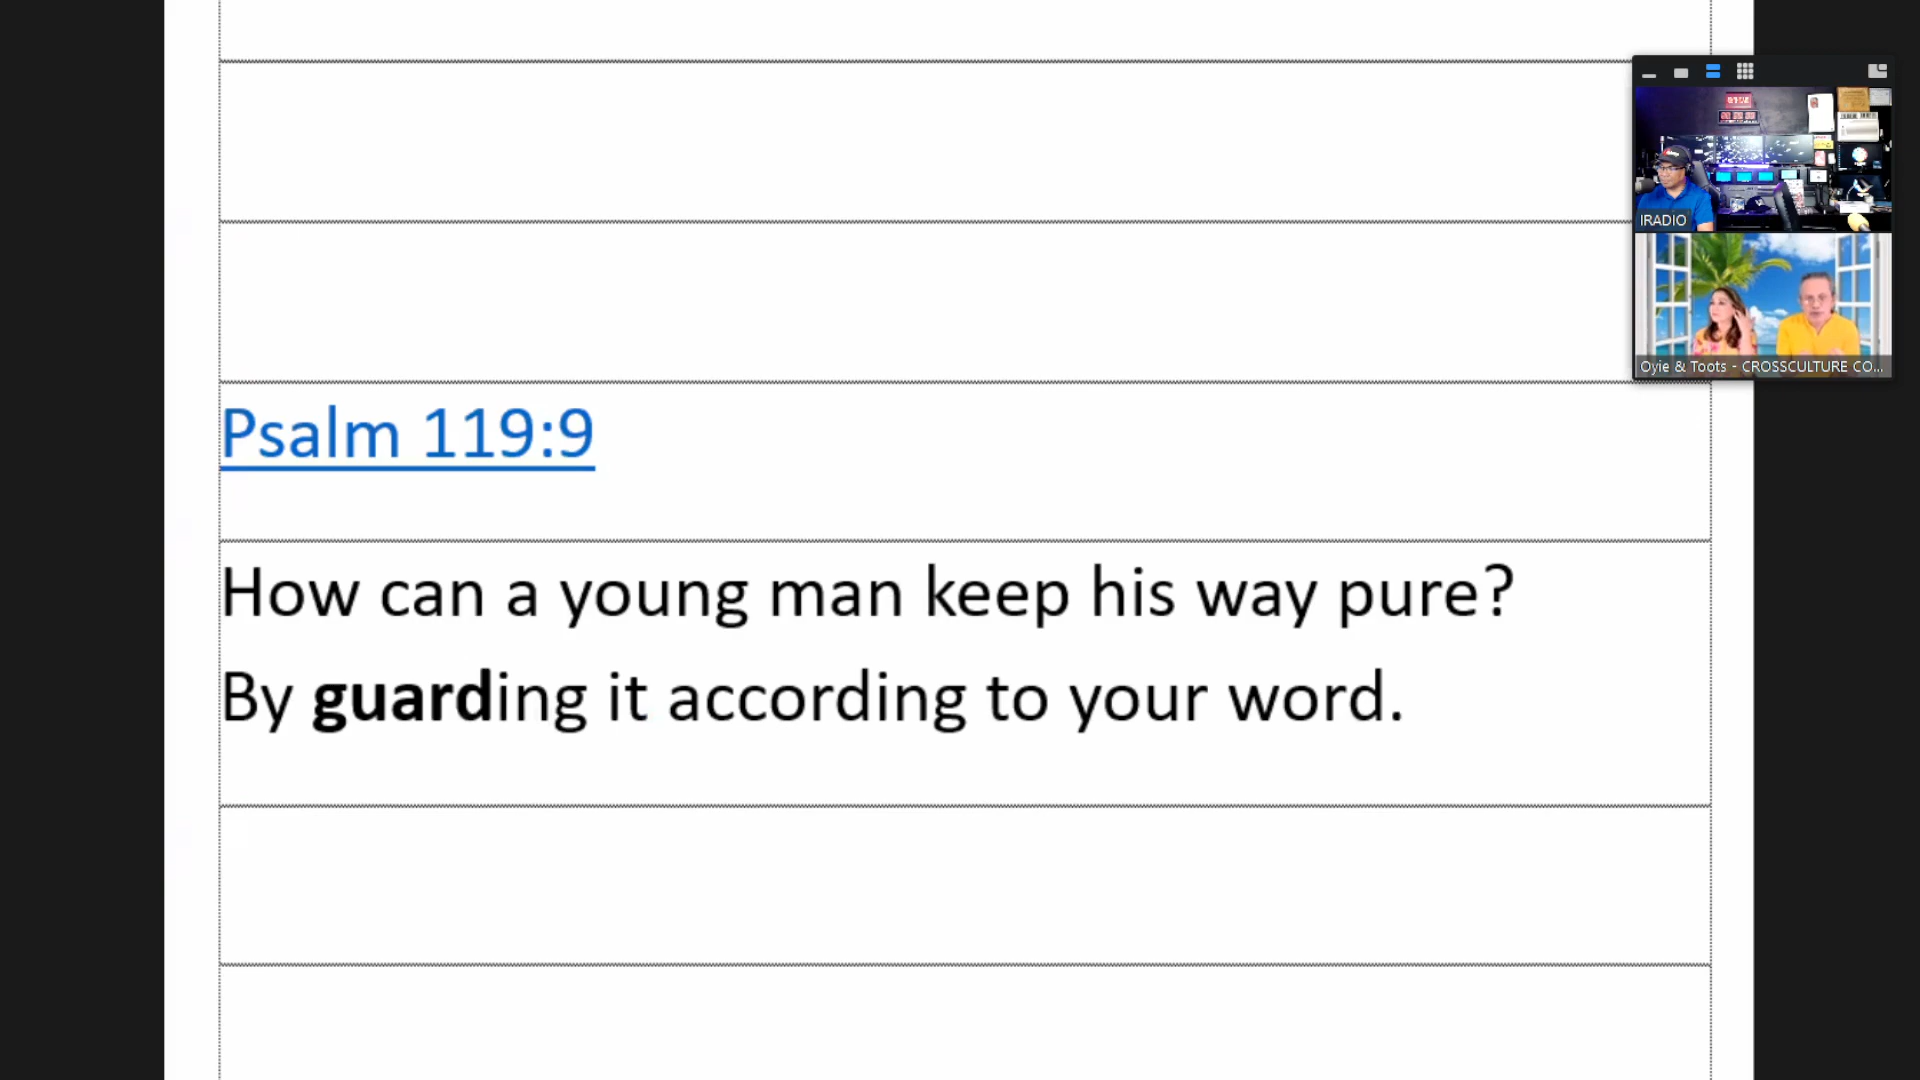 Psalm 119:9
How can a young man keep his way pure?
By guarding it according to your word.
IRADIO
Oyie & Toots - CROSSCULTURE CO...